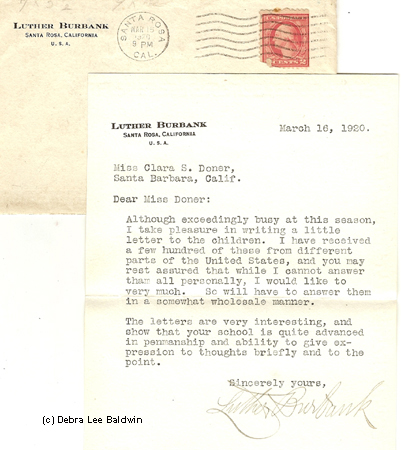 LUTHER BURBANK
SANTA ROSA, CALIFORNIA
U. S. A.
SANTA ROSA
CAL.
LUTHER BURBANK
SANTA ROSA, CALIFORNIA
U. S. A.
March 16, 1920.
Miss Clara S. Doner,
Santa Barbara, Calif.
Dear Miss Doner:
Although exceedingly busy at this season,
I take pleasure in writing a little
letter to the children. I have received
a few hundred of these from different
parts of the United States, and you may
rest assured that while I cannot answer
tham all personally, I would like to
very much. So will have to answer them
in a somewhat wholesale manner.
The letters are very interesting, and
show that your school is quite advanced
in penmanship and ability to give ex-
pression to thoughts briefly and to the
point.
Sincerely yours,
Luther Burbank
(c) Debra Lee Baldwin